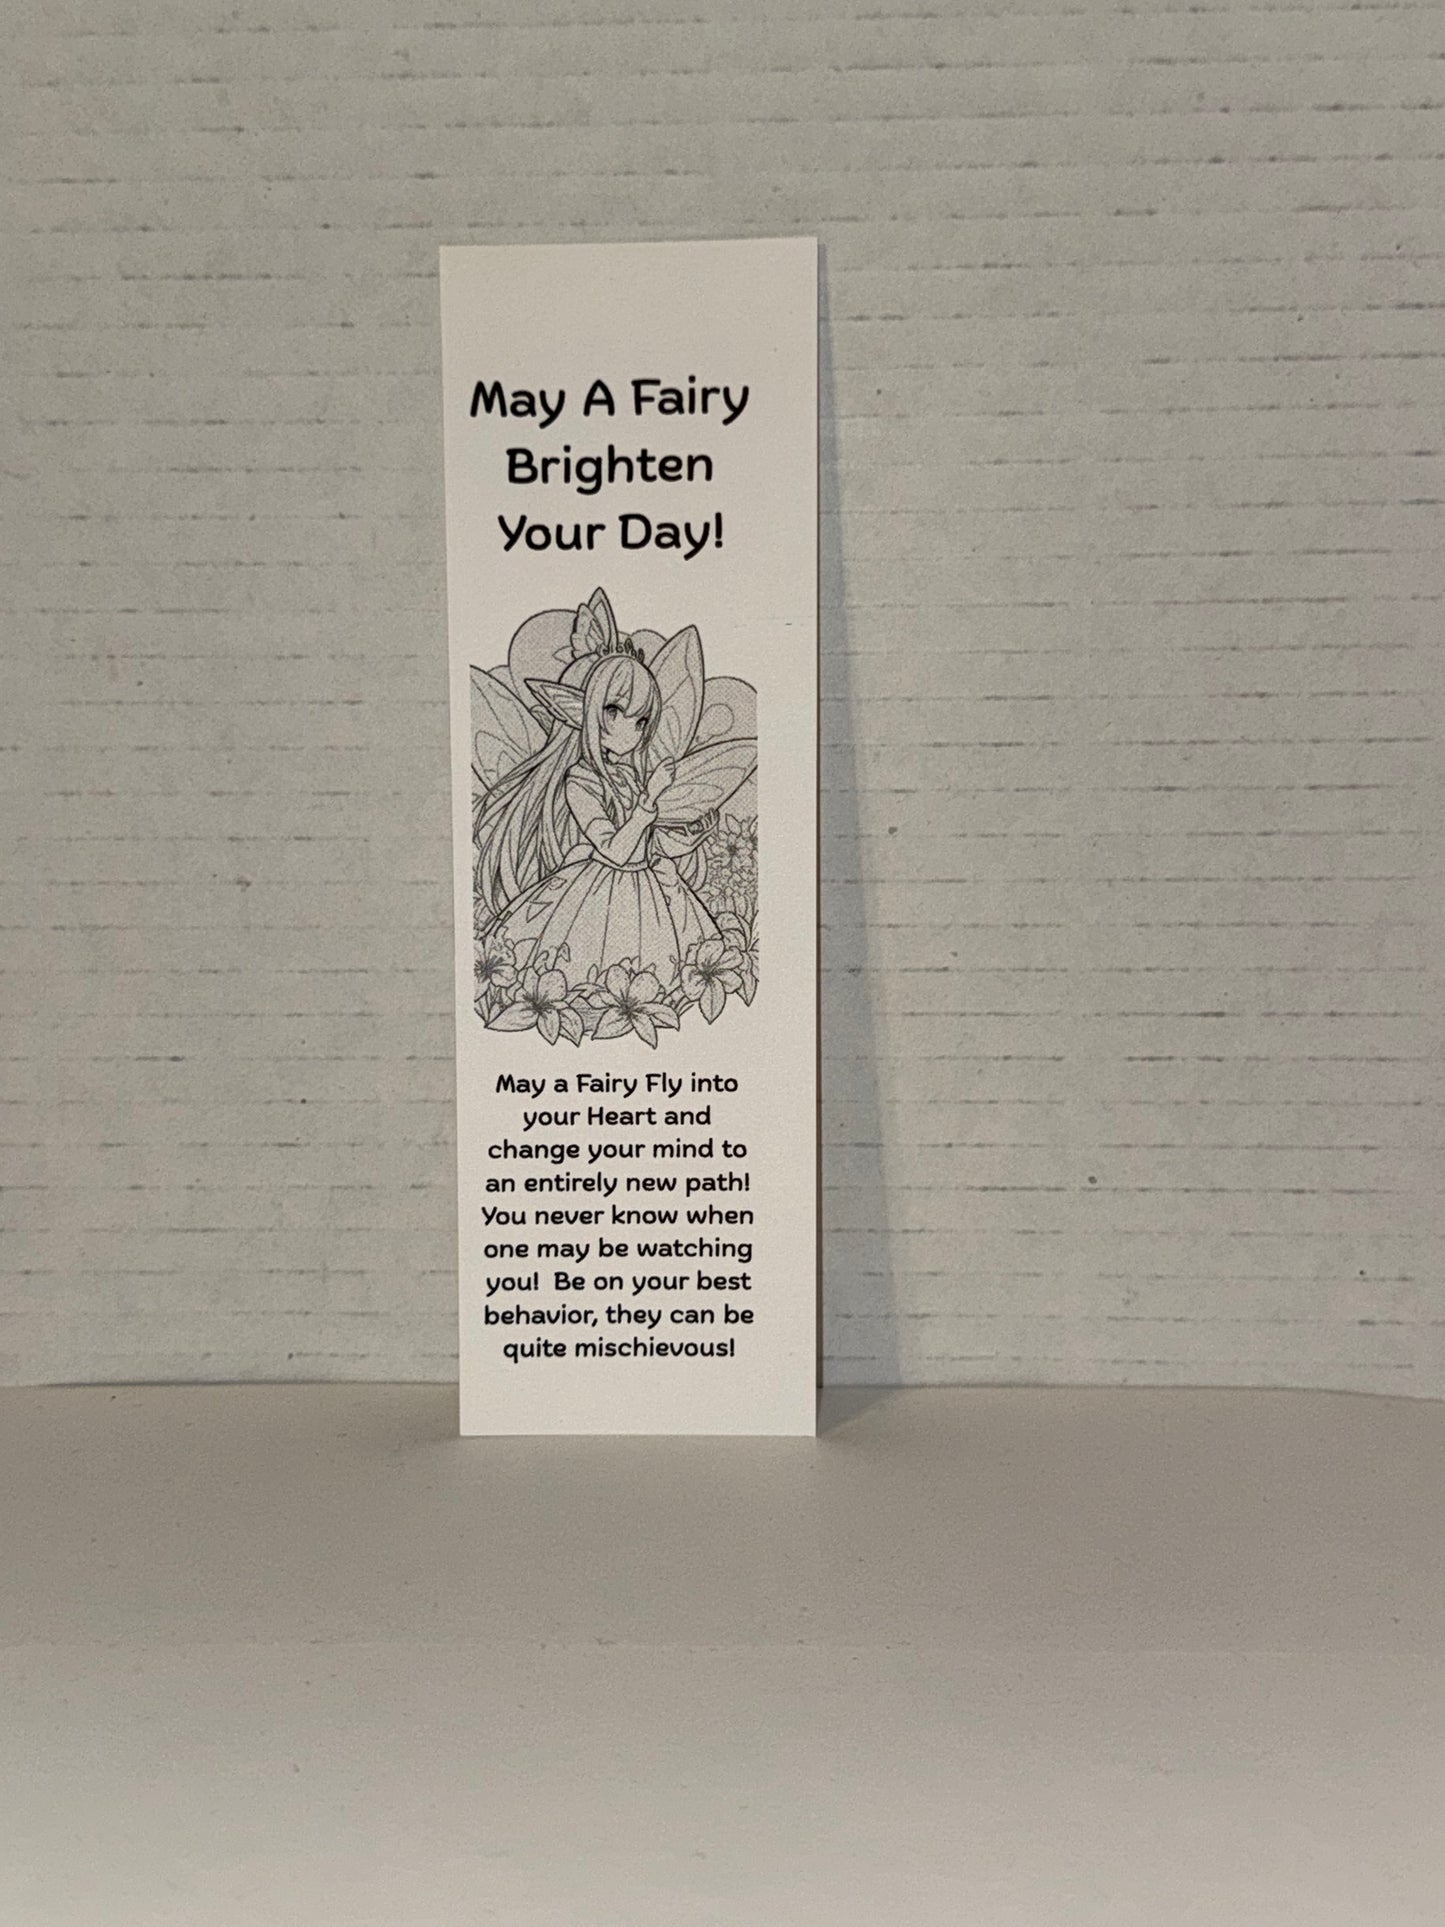 May A Fairy
Brighten
Your Day!
May a Fairy Fly into
your Heart and
change your mind to
an entirely new path!
You never know when
one may be watching
you!  Be on your best
behavior, they can be
quite mischievous!